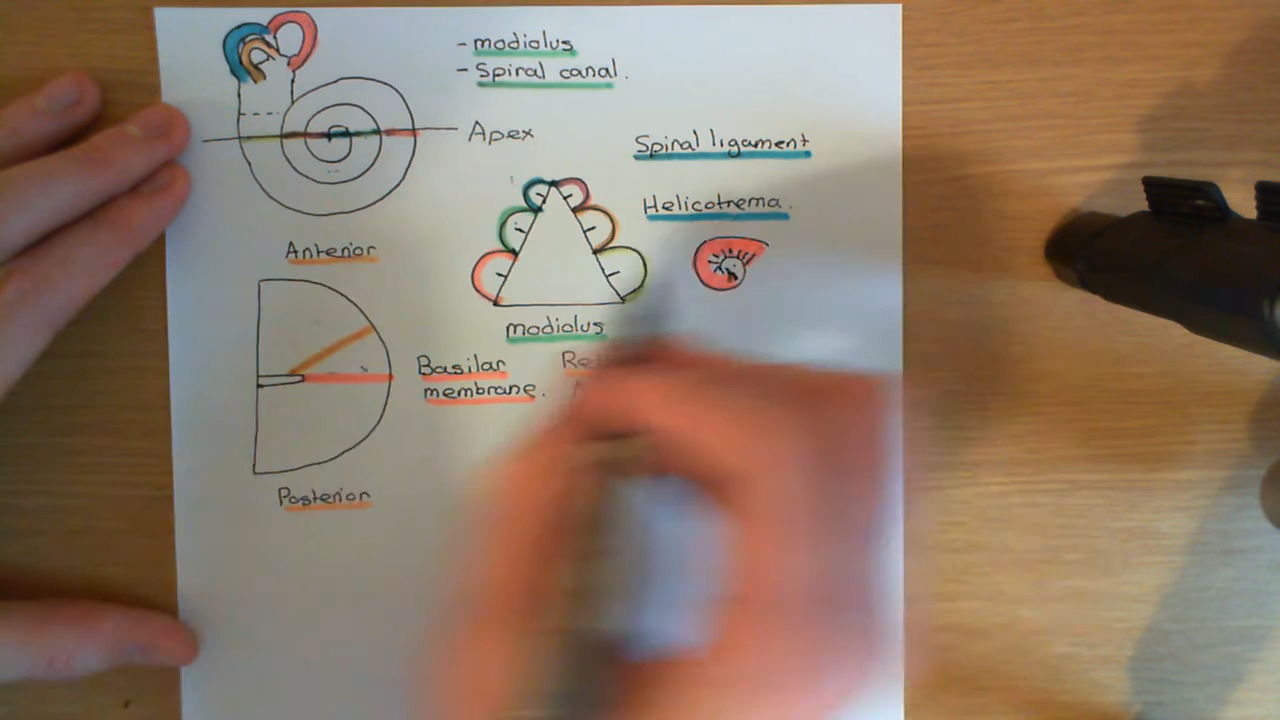 - modiolus
- Spiral canal.
Apex
Spiral ligament
Helicotrema.
Anterior
modiolus
Basilar
membrane.
Posterior